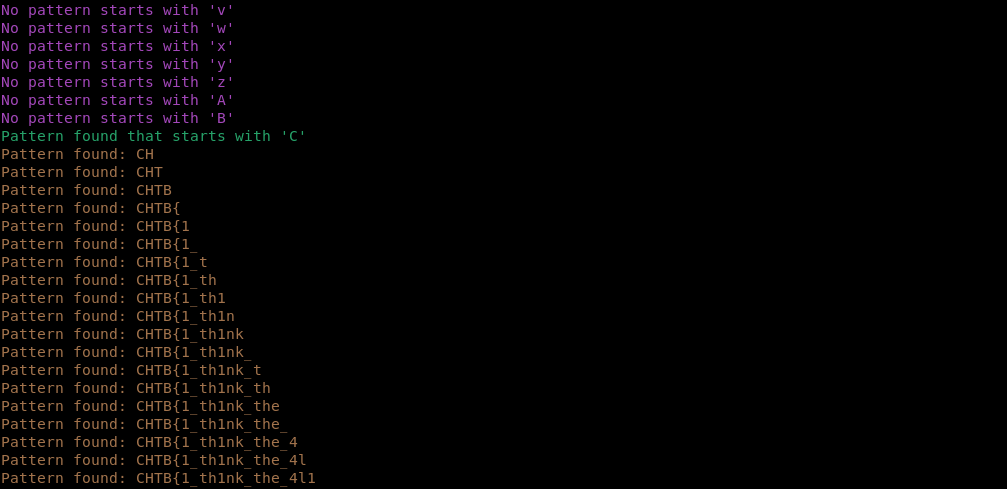 No pattern starts with 'v'
No pattern starts with 'w'
No pattern starts with 'x'
No pattern starts with 'y'
No pattern starts with 'z'
No pattern starts with 'A'
No pattern starts with 'B'
Pattern found that starts with 'C'
Pattern found: CH
Pattern found: CHT
Pattern found: CHTB
Pattern found: CHTB{
Pattern found: CHTB{1
Pattern found: CHTB{1_
Pattern found: CHTB{1_t
Pattern found: CHTB{1_th
Pattern found: CHTB{1_th1
Pattern found: CHTB{1_th1n
Pattern found: CHTB{1_th1nk
Pattern found: CHTB{1_th1nk_
Pattern found: CHTB{1_th1nk_t
Pattern found: CHTB{1_th1nk_th
Pattern found: CHTB{1_th1nk_the
Pattern found: CHTB{1_th1nk_the_
Pattern found: CHTB{1_th1nk_the_4
Pattern found: CHTB{1_th1nk_the_4l
Pattern found: CHTB{1_th1nk_the_4l1